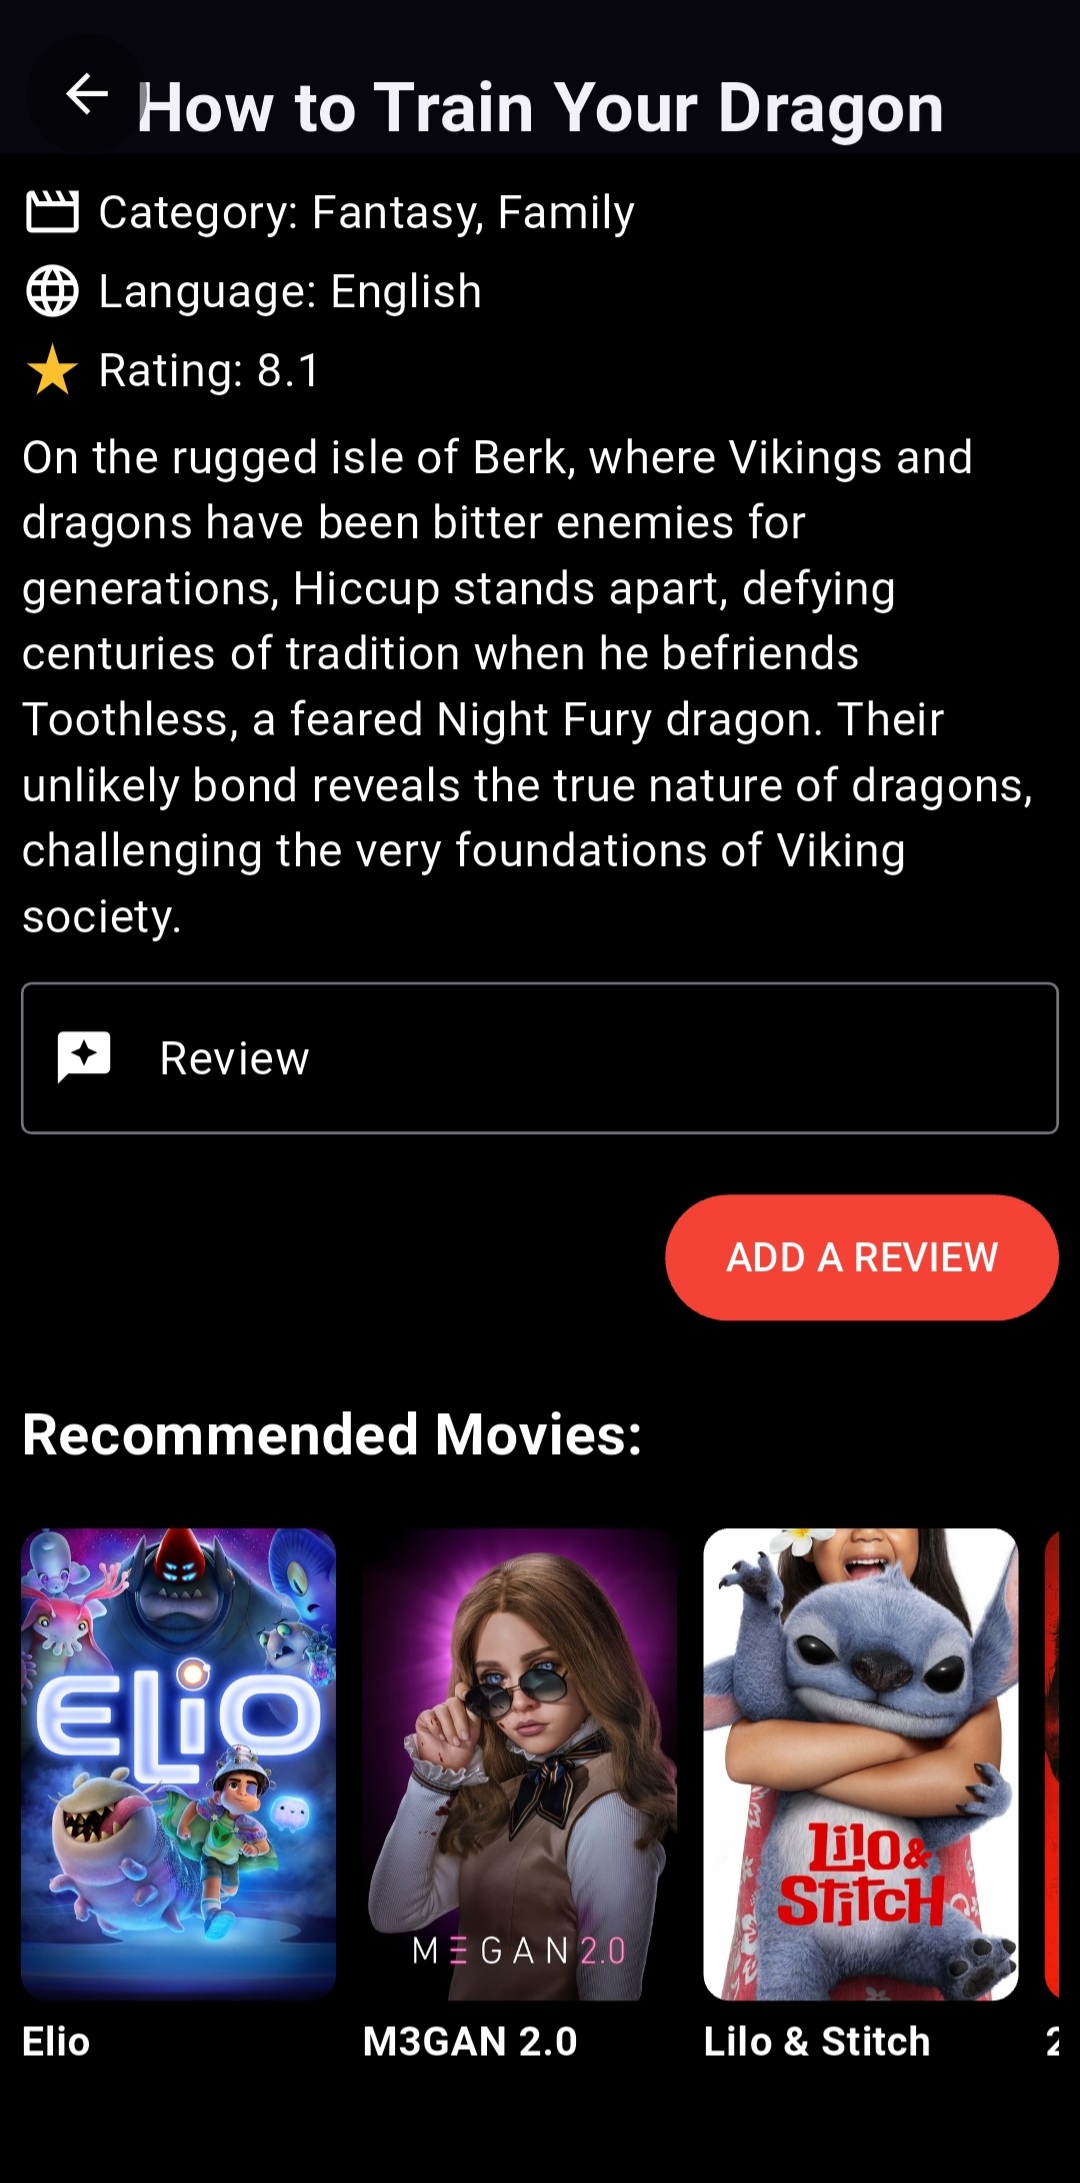 How to Train Your Dragon
Category: Fantasy, Family
Language: English
Rating: 8.1
On the rugged isle of Berk, where Vikings and
dragons have been bitter enemies for
generations, Hiccup stands apart, defying
centuries of tradition when he befriends
Toothless, a feared Night Fury dragon. Their
unlikely bond reveals the true nature of dragons,
challenging the very foundations of Viking
society.
Review
ADD A REVIEW
Recommended Movies:
ELiO
M3GAN 2.0
Lilo &
Stitch
Elio
M3GAN 2.0
Lilo & Stitch
2